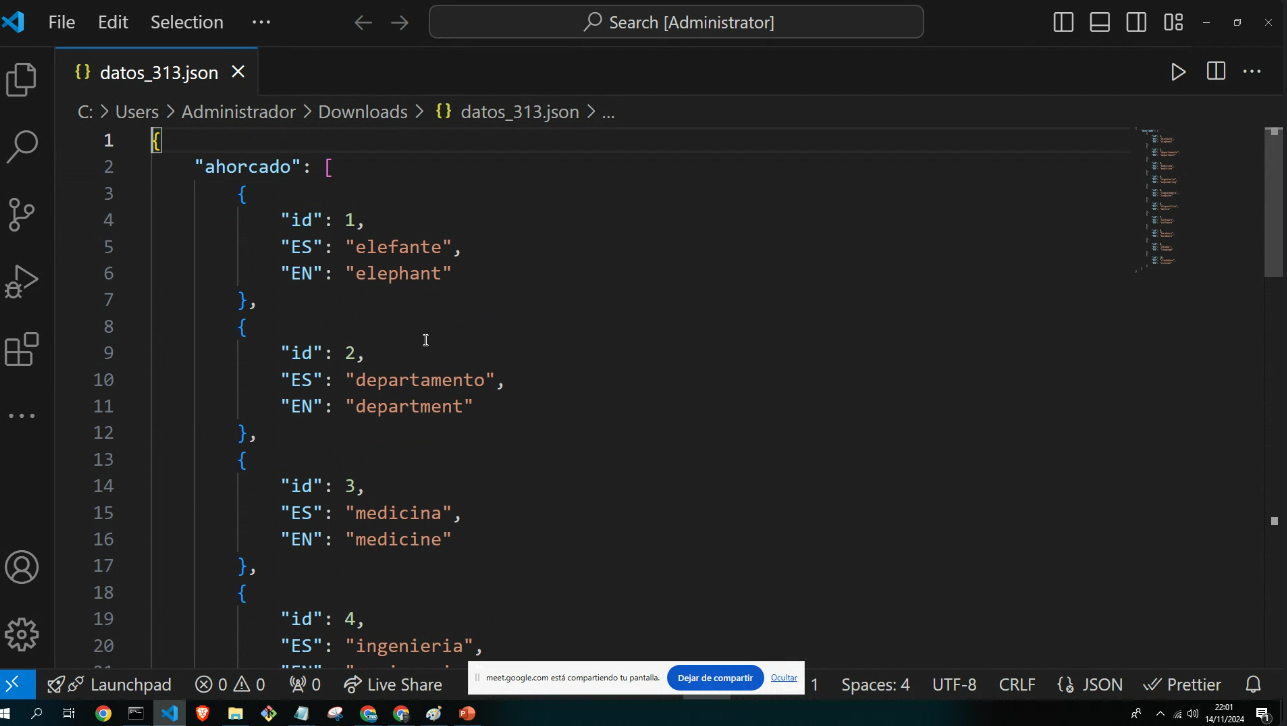 File Edit Selection ··· Search [Administrator]
{} datos_313.json
C: > Users > Administrador > Downloads > {} datos_313.json > ...
1 {
2 "ahorcado": [
3 {
4 "id": 1,
5 "ES": "elefante",
6 "EN": "elephant"
7 },
8 {
9 "id": 2,
10 "ES": "departamento",
11 "EN": "department"
12 },
13 {
14 "id": 3,
15 "ES": "medicina",
16 "EN": "medicine"
17 },
18 {
19 "id": 4,
20 "ES": "ingenieria",
meet.google.com está compartiendo tu pantalla. Dejar de compartir Ocultar
Launchpad 0 0 0 Live Share 1 Spaces: 4 UTF-8 CRLF {} JSON Prettier
22:01
14/11/2024